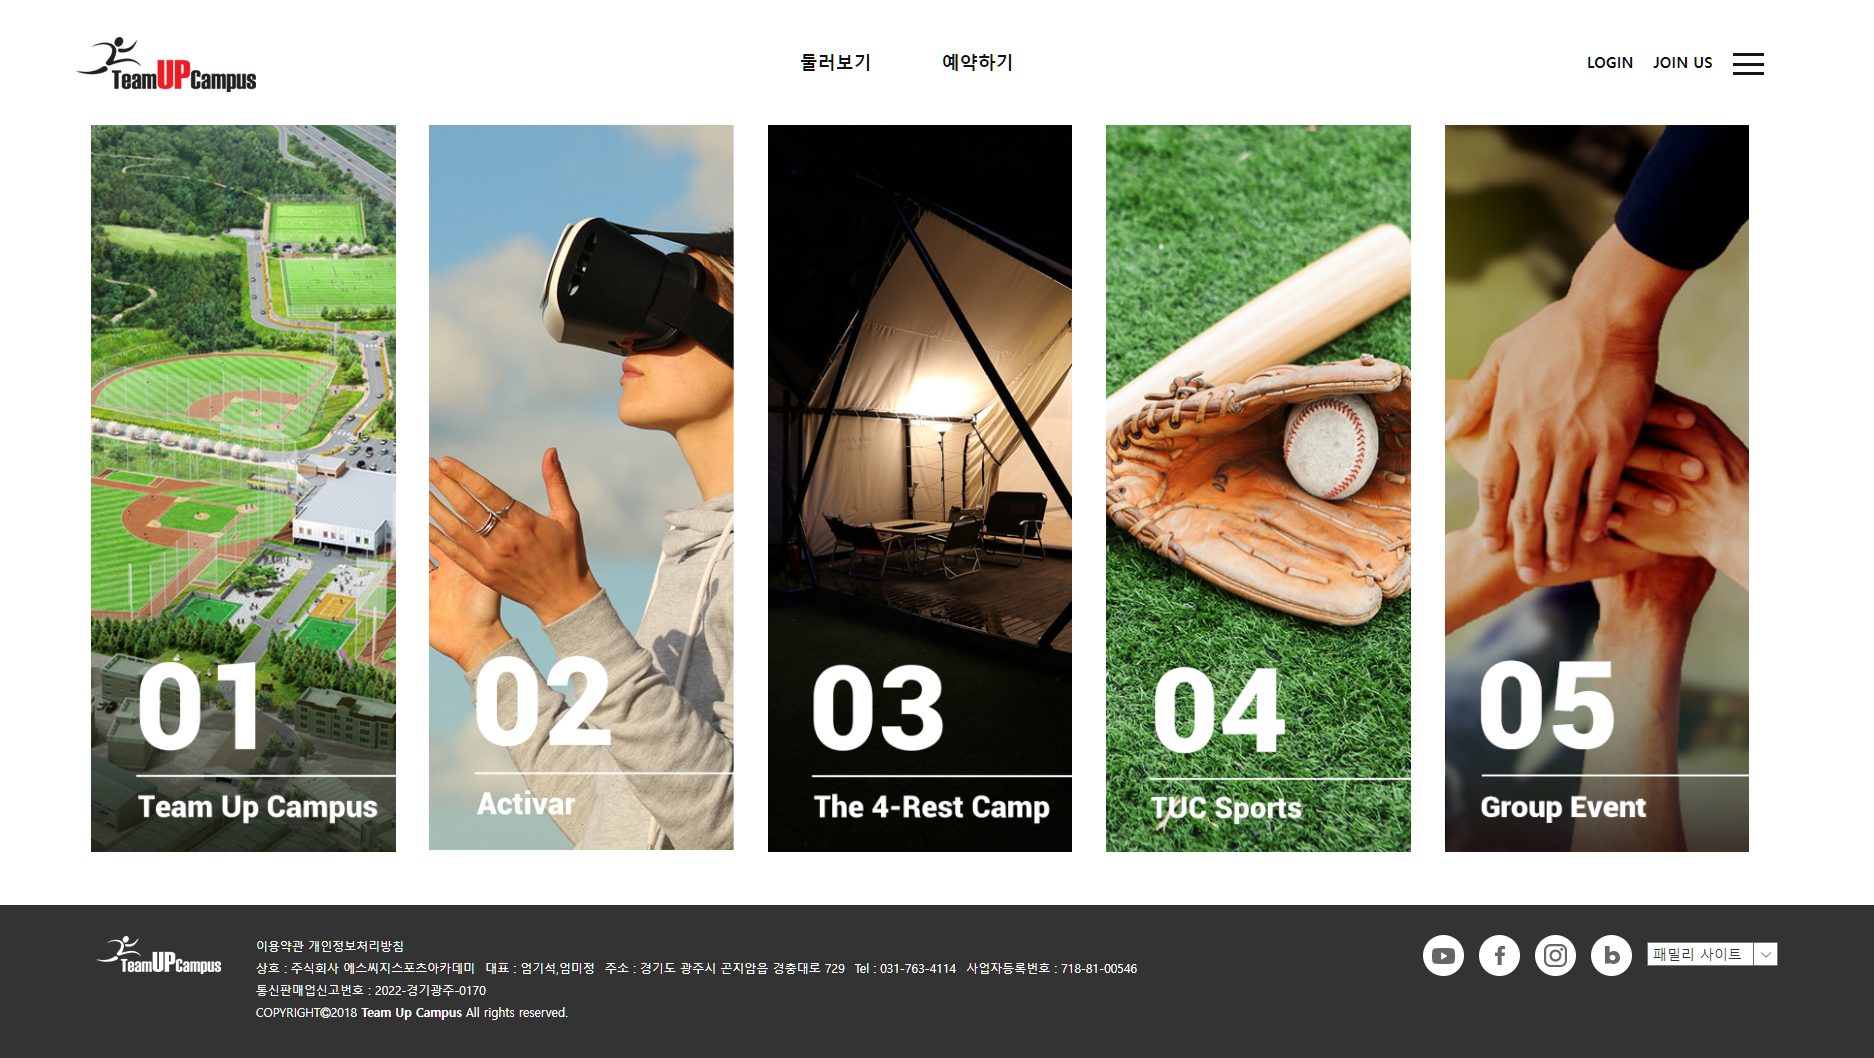 TeamUPCampus
둘러보기 예약하기
LOGIN JOIN US
01
Team Up Campus
02
Activar
03
The 4-Rest Camp
04
TUC Sports
05
Group Event
TeamUPCampus
이용약관 개인정보처리방침
상호 : 주식회사 에스씨지스포츠아카데미 대표 : 엄기석,엄미정 주소 : 경기도 광주시 곤지암읍 경충대로 729 Tel : 031-763-4114 사업자등록번호 : 718-81-00546
통신판매업신고번호 : 2022-경기광주-0170
COPYRIGHT©2018 Team Up Campus All rights reserved.
패밀리 사이트